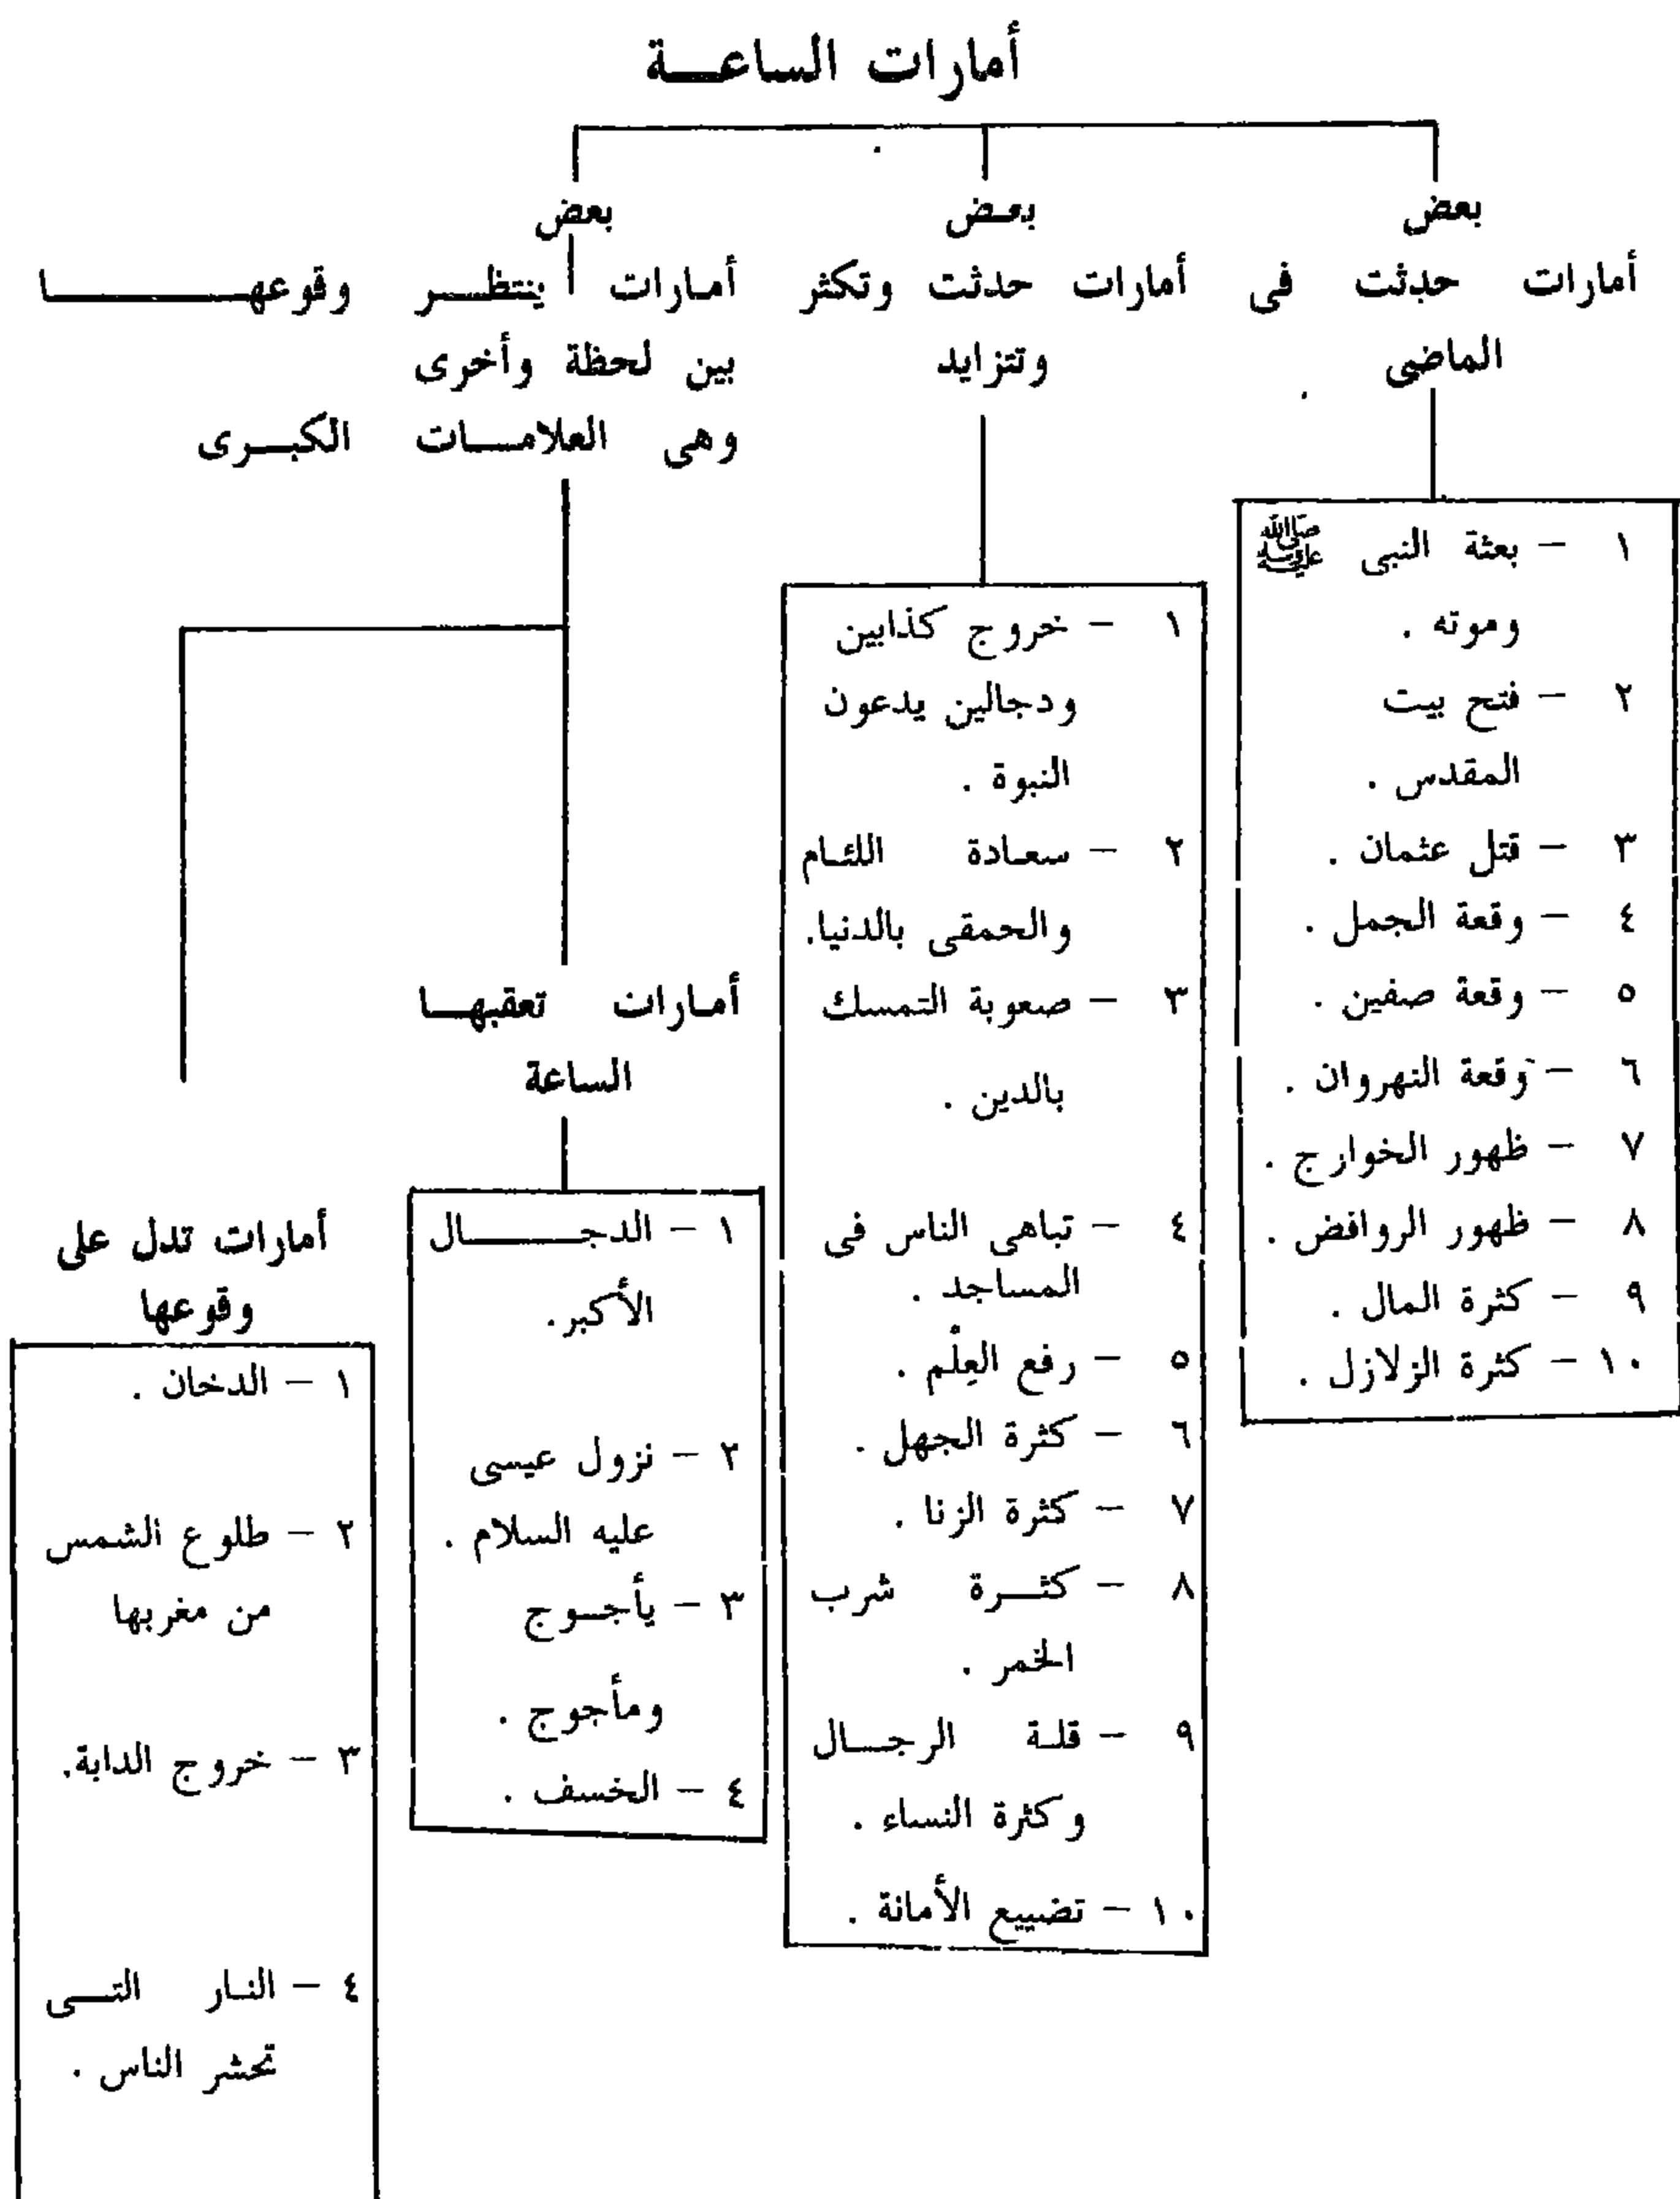 أمارات الساعة
بعض
أمارات حدثت فى
الماضى
١ - بعثة النبى ﷺ
وموته .
٢ - فتح بيت
المقدس .
٣ - قتل عثمان .
٤ - وقعة الجمل .
٥ - وقعة صفين .
٦ - وقعة النهروان .
٧ - ظهور الخوارج .
٨ - ظهور الروافض .
٩ - كثرة المال .
١٠ - كثرة الزلازل .
بعض
أمارات حدثت وتكثر
وتتزايد
١ - خروج كذابين
ودجالين يدعون
النبوة .
٢ - سعادة اللئام
والحمقى بالدنيا.
٣ - صعوبة التمسك
بالدين .
٤ - تباهى الناس فى
المساجد .
٥ - رفع العِلْم .
٦ - كثرة الجهل .
٧ - كثرة الزنا .
٨ - كثرة شرب
الخمر .
٩ - قلة الرجال
وكثرة النساء .
١٠ - تضييع الأمانة .
بعض
أمارات ينتظر وقوعها
بين لحظة وأخرى
وهى العلامات الكبرى
أمارات تعقبها
الساعة
١ - الدجال
الأكبر.
٢ - نزول عيسى
عليه السلام .
٣ - يأجوج
ومأجوج .
٤ - الخسف .
أمارات تدل على
وقوعها
١ - الدخان .
٢ - طلوع الشمس
من مغربها
٣ - خروج الدابة.
٤ - النار التى
تحشر الناس .